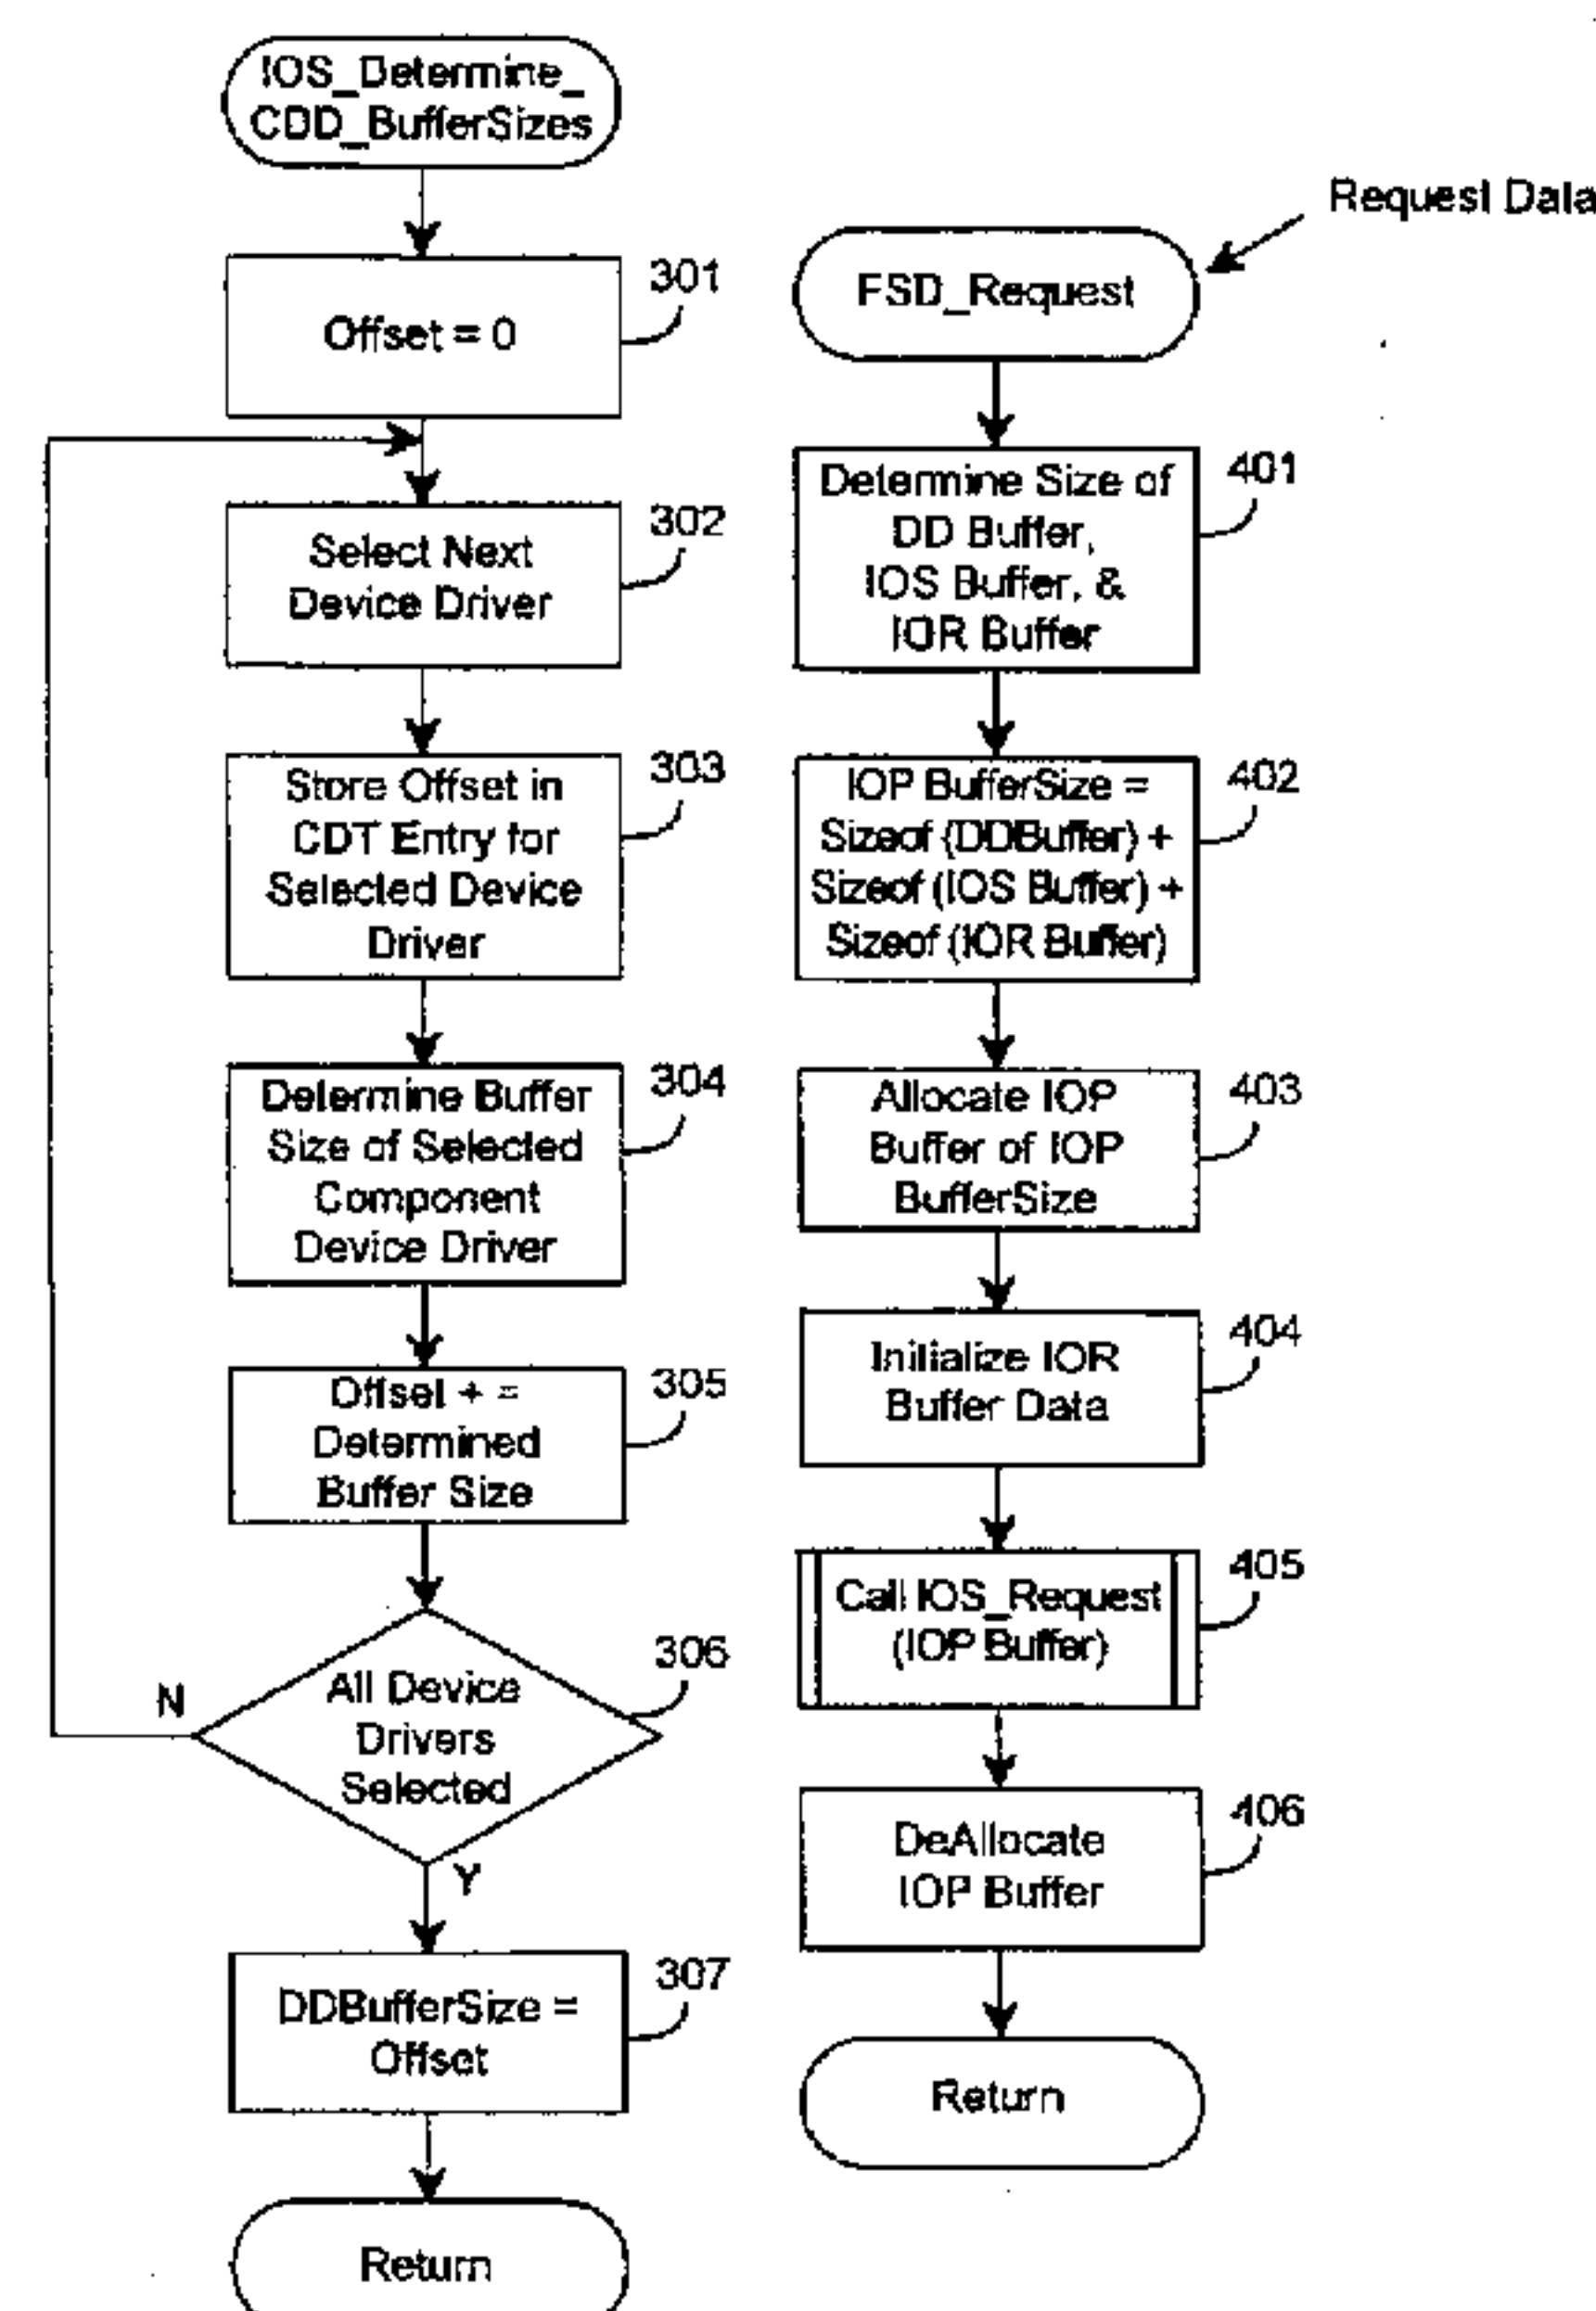 IOS_Determine_
CDD_BufferSizes
301
Offset = 0
302
Select Next
Device Driver
303
Store Offset in
CDT Entry for
Selected Device
Driver
304
Determine Buffer
Size of Selected
Component
Device Driver
305
Offset + =
Determined
Buffer Size
306
All Device
Drivers
Selected
N
Y
307
DDBufferSize =
Offset
Return
Request Data
FSD_Request
401
Determine Size of
DD Buffer,
IOS Buffer, &
IOR Buffer
402
IOP BufferSize =
Sizeof (DDBuffer) +
Sizeof (IOS Buffer) +
Sizeof (IOR Buffer)
403
Allocate IOP
Buffer of IOP
BufferSize
404
Initialize IOR
Buffer Data
405
Call IOS_Request
(IOP Buffer)
406
DeAllocate
IOP Buffer
Return